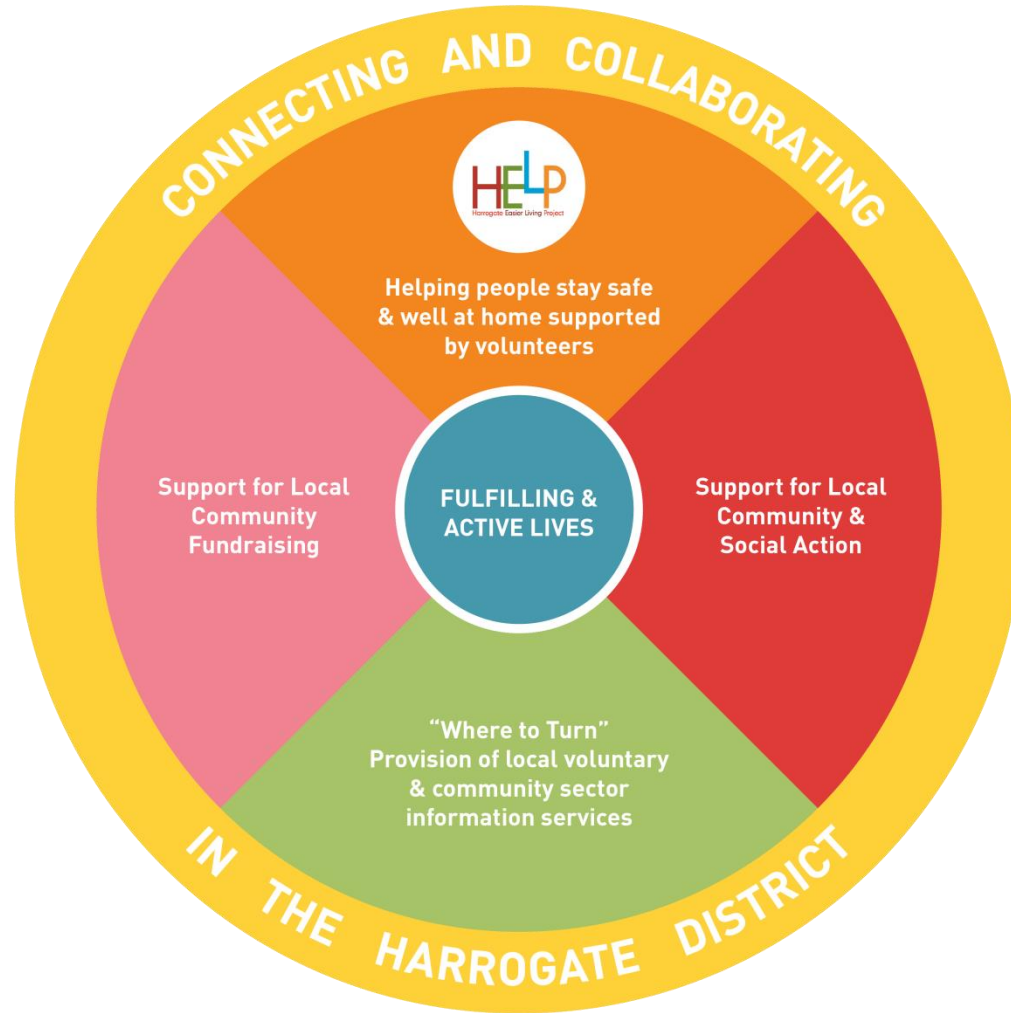 CONNECTING AND COLLABORATING
HELP
Harrogate Easier Living Project
Helping people stay safe
& well at home supported
by volunteers
Support for Local
Community
Fundraising
FULFILLING &
ACTIVE LIVES
Support for Local
Community &
Social Action
“Where to Turn”
Provision of local voluntary
& community sector
information services
IN THE HARROGATE DISTRICT